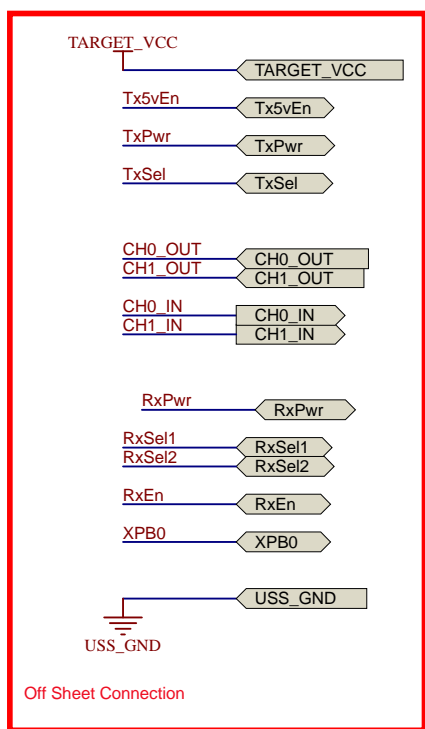 TARGET_VCC
TARGET_VCC
Tx5vEn
Tx5vEn
TxPwr
TxPwr
TxSel
TxSel
CH0_OUT
CH0_OUT
CH1_OUT
CH1_OUT
CH0_IN
CH0_IN
CH1_IN
CH1_IN
RxPwr
RxPwr
RxSel1
RxSel1
RxSel2
RxSel2
RxEn
RxEn
XPB0
XPB0
USS_GND
USS_GND
Off Sheet Connection